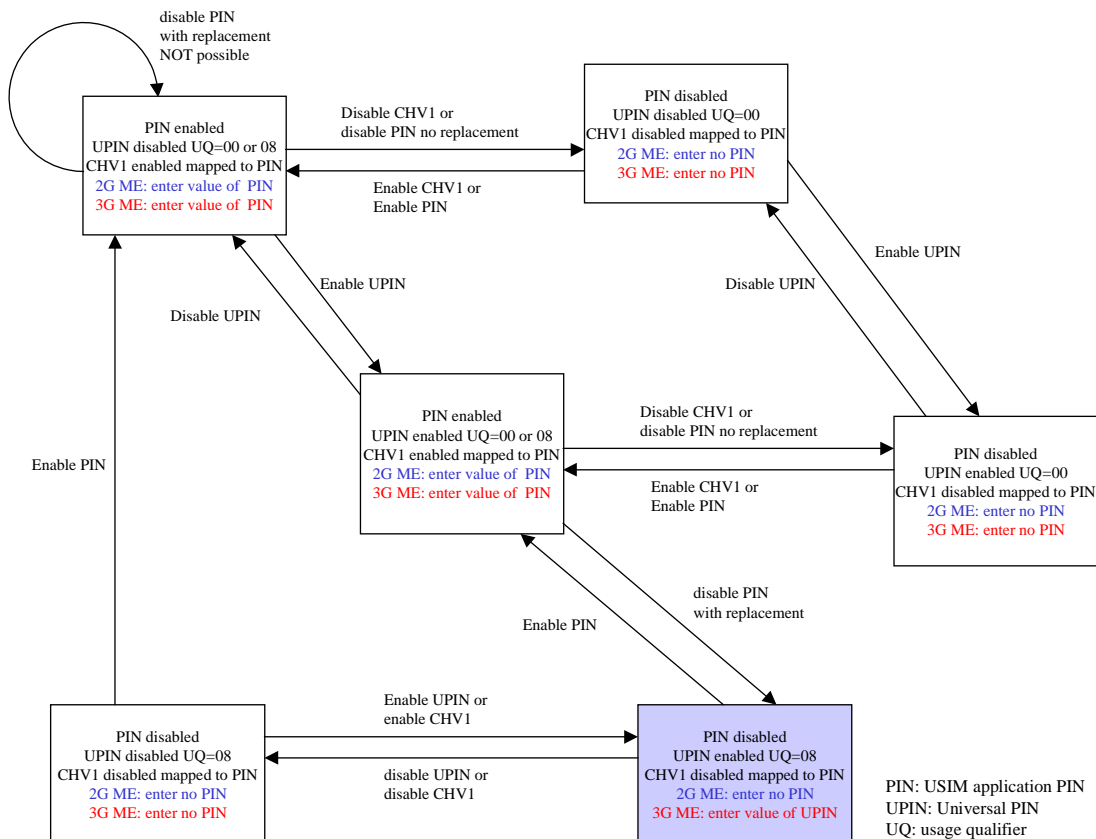 disable PIN
with replacement
NOT possible
PIN enabled
UPIN disabled UQ=00 or 08
CHV1 enabled mapped to PIN
2G ME: enter value of  PIN
3G ME: enter value of  PIN
Disable CHV1 or
disable PIN no replacement
Enable CHV1 or
Enable PIN
PIN disabled
UPIN disabled UQ=00
CHV1 disabled mapped to PIN
2G ME: enter no PIN
3G ME: enter no PIN
Enable UPIN
Disable UPIN
Enable UPIN
Disable UPIN
PIN enabled
UPIN enabled UQ=00 or 08
CHV1 enabled mapped to PIN
2G ME: enter value of  PIN
3G ME: enter value of  PIN
Disable CHV1 or
disable PIN no replacement
Enable CHV1 or
Enable PIN
PIN disabled
UPIN enabled UQ=00
CHV1 disabled mapped to PIN
2G ME: enter no PIN
3G ME: enter no PIN
Enable PIN
disable PIN
with replacement
Enable PIN
PIN disabled
UPIN disabled UQ=08
CHV1 disabled mapped to PIN
2G ME: enter no PIN
3G ME: enter no PIN
Enable UPIN or
enable CHV1
disable UPIN or
disable CHV1
PIN disabled
UPIN enabled UQ=08
CHV1 disabled mapped to PIN
2G ME: enter no PIN
3G ME: enter value of UPIN
PIN: USIM application PIN
UPIN: Universal PIN
UQ: usage qualifier